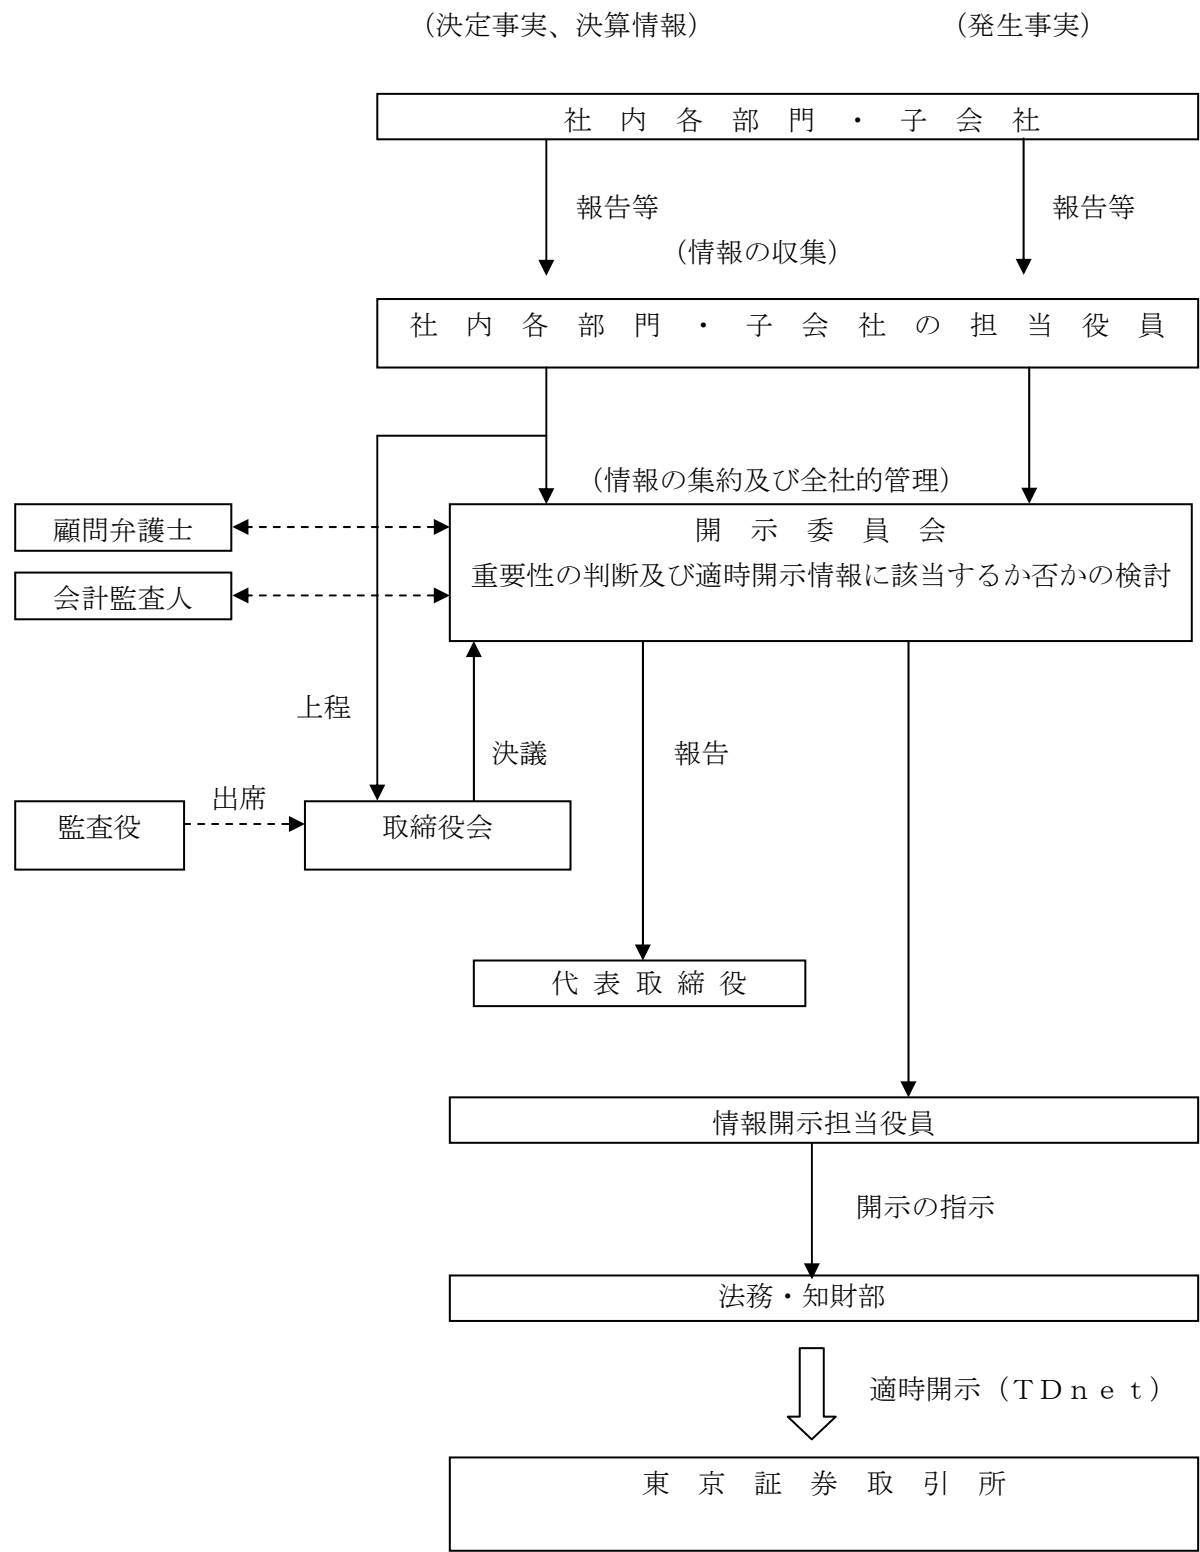 （決定事実、決算情報）
（発生事実）
社内各部門・子会社
報告等
報告等
（情報の収集）
社内各部門・子会社の担当役員
（情報の集約及び全社的管理）
顧問弁護士
開示委員会
重要性の判断及び適時開示情報に該当するか否かの検討
会計監査人
上程
決議
報告
出席
監査役
取締役会
代表取締役
情報開示担当役員
開示の指示
法務・知財部
適時開示（ＴＤｎｅｔ）
東京証券取引所